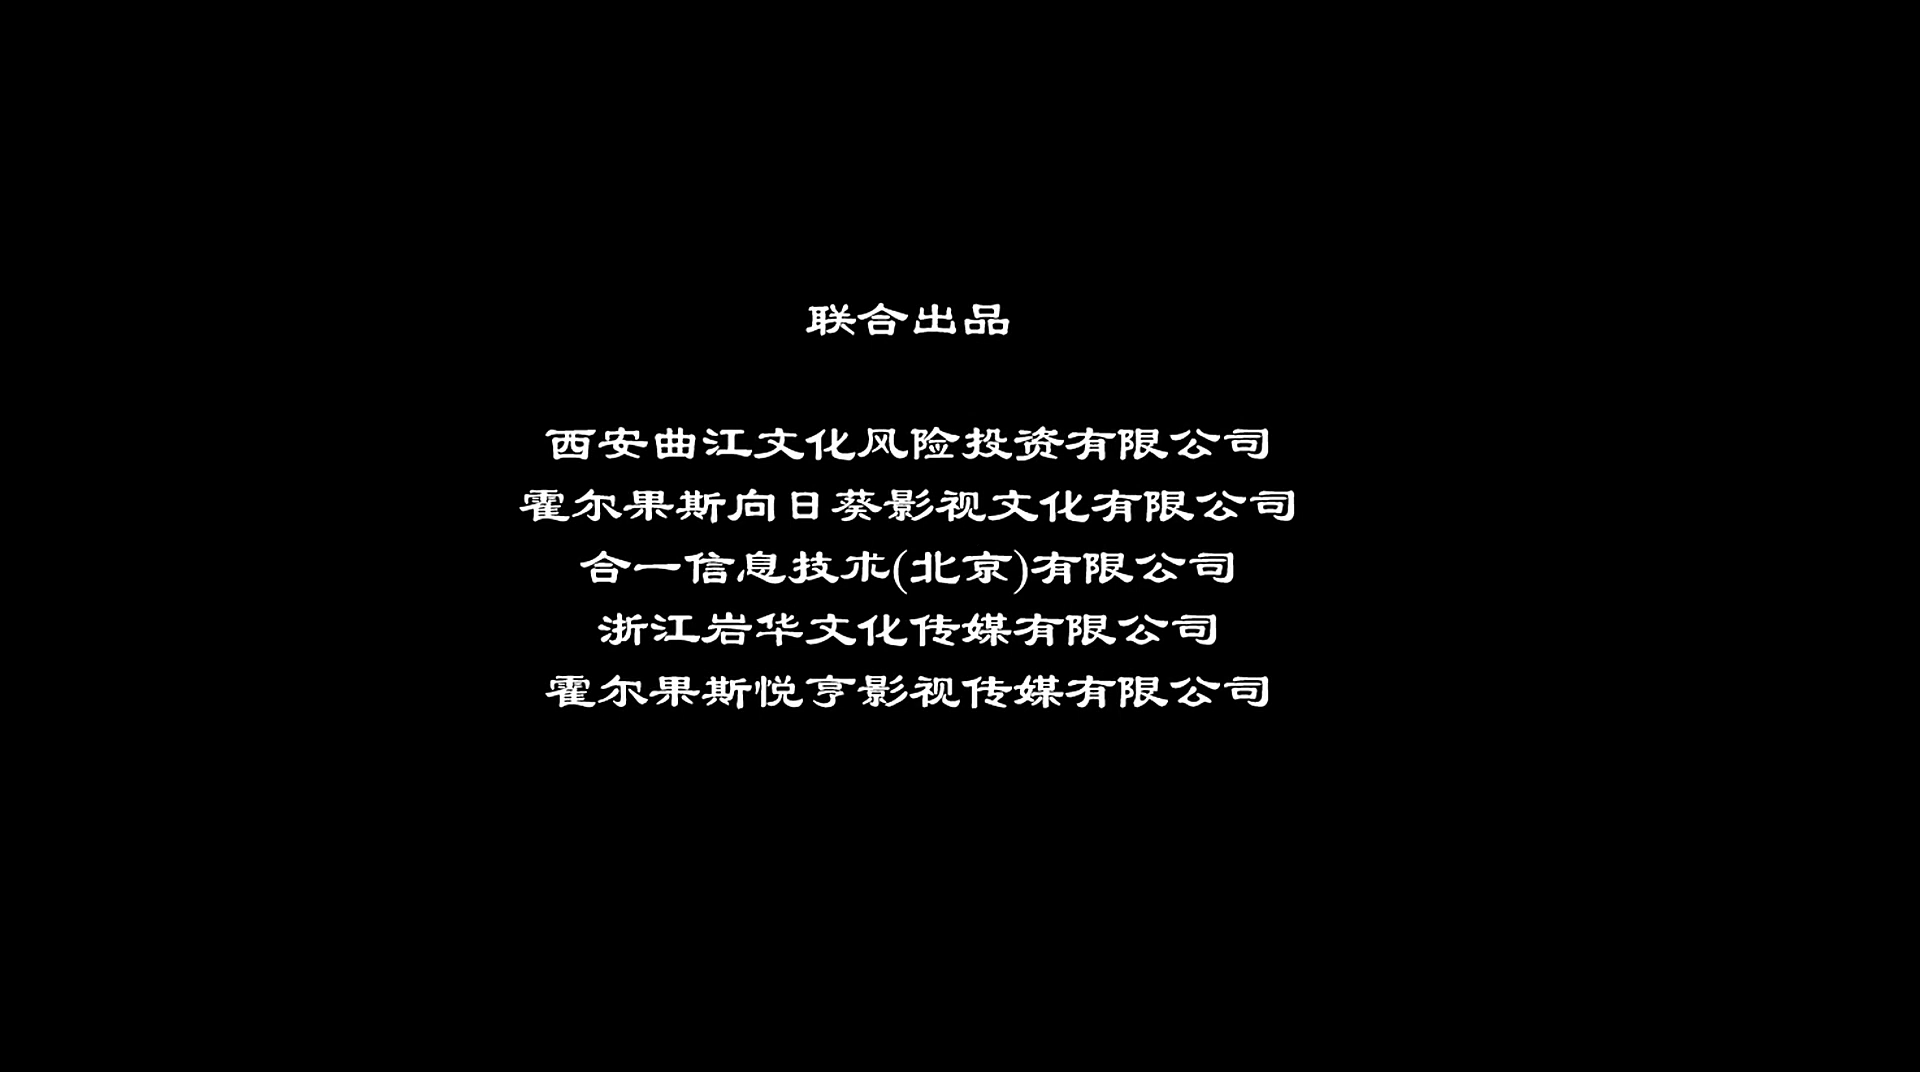 联合出品
西安曲江文化风险投资有限公司
霍尔果斯向日葵影视文化有限公司
合一信息技术(北京)有限公司
浙江岩华文化传媒有限公司
霍尔果斯悦亨影视传媒有限公司